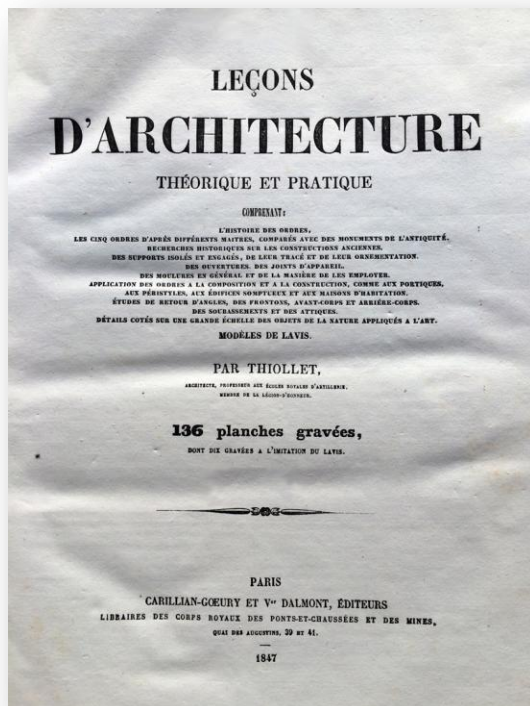 LEÇONS
D'ARCHITECTURE
THÉORIQUE ET PRATIQUE
COMPRENANT:
L'HISTOIRE DES ORDRES,
LES CINQ ORDRES D'APRÈS DIFFÉRENTS MAITRES, COMPARÉS AVEC DES MONUMENTS DE L'ANTIQUITÉ.
RECHERCHES HISTORIQUES SUR LES CONSTRUCTIONS ANCIENNES.
DES SUPPORTS ISOLÉS ET ENGAGÉS, DE LEUR TRACÉ ET DE LEUR ORNEMENTATION.
DES OUVERTURES. DES JOINTS D'APPAREIL.
DES MOULURES EN GÉNÉRAL ET DE LA MANIÈRE DE LES EMPLOYER.
APPLICATION DES ORDRES A LA COMPOSITION ET A LA CONSTRUCTION, COMME AUX PORTIQUES,
AUX PÉRISTYLES, AUX ÉDIFICES SOMPTUEUX ET AUX MAISONS D'HABITATION.
ÉTUDES DE RETOUR D'ANGLES, DES FRONTONS, AVANT-CORPS ET ARRIÈRE-CORPS.
DES SOUBASSEMENTS ET DES ATTIQUES.
DÉTAILS COTÉS SUR UNE GRANDE ÉCHELLE DES OBJETS DE LA NATURE APPLIQUÉS A L'ART.
MODÈLES DE LAVIS.
PAR THIOLLET,
ARCHITECTE, PROFESSEUR AUX ÉCOLES ROYALES D'ARTILLERIE,
MEMBRE DE LA LÉGION-D'HONNEUR.
136 planches gravées,
DONT DIX GRAVÉES A L'IMITATION DU LAVIS.
PARIS
CARILLIAN-GŒURY ET Vor DALMONT, ÉDITEURS
LIBRAIRES DES CORPS ROYAUX DES PONTS-ET-CHAUSSÉES ET DES MINES,
QUAI DES AUGUSTINS, 39 ET 41.
1847